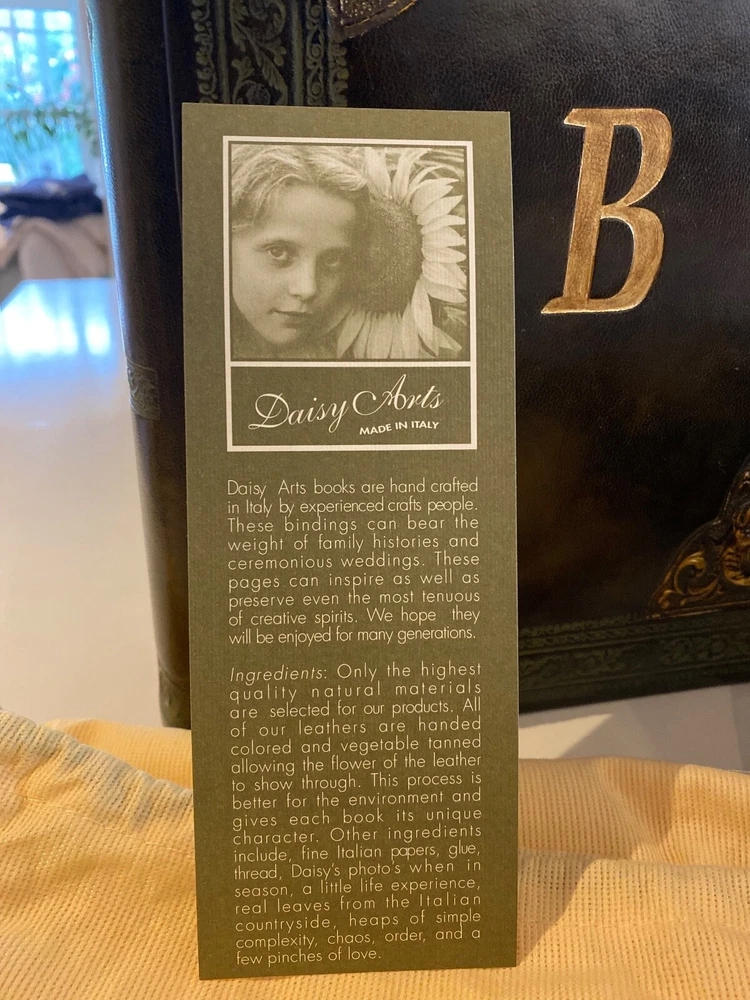 B
Daisy Arts
MADE IN ITALY
Daisy Arts books are hand crafted
in Italy by experienced crafts people.
These bindings can bear the
weight of family histories and
ceremonious weddings. These
pages can inspire as well as
preserve even the most tenuous
of creative spirits. We hope they
will be enjoyed for many generations.
Ingredients: Only the highest
quality natural materials
are selected for our products. All
of our leathers are handed
colored and vegetable tanned
allowing the flower of the leather
to show through. This process is
better for the environment and
gives each book its unique
character. Other ingredients
include, fine Italian papers, glue,
thread, Daisy's photo's when in
season, a little life experience,
real leaves from the Italian
countryside, heaps of simple
complexity, chaos, order, and a
few pinches of love.